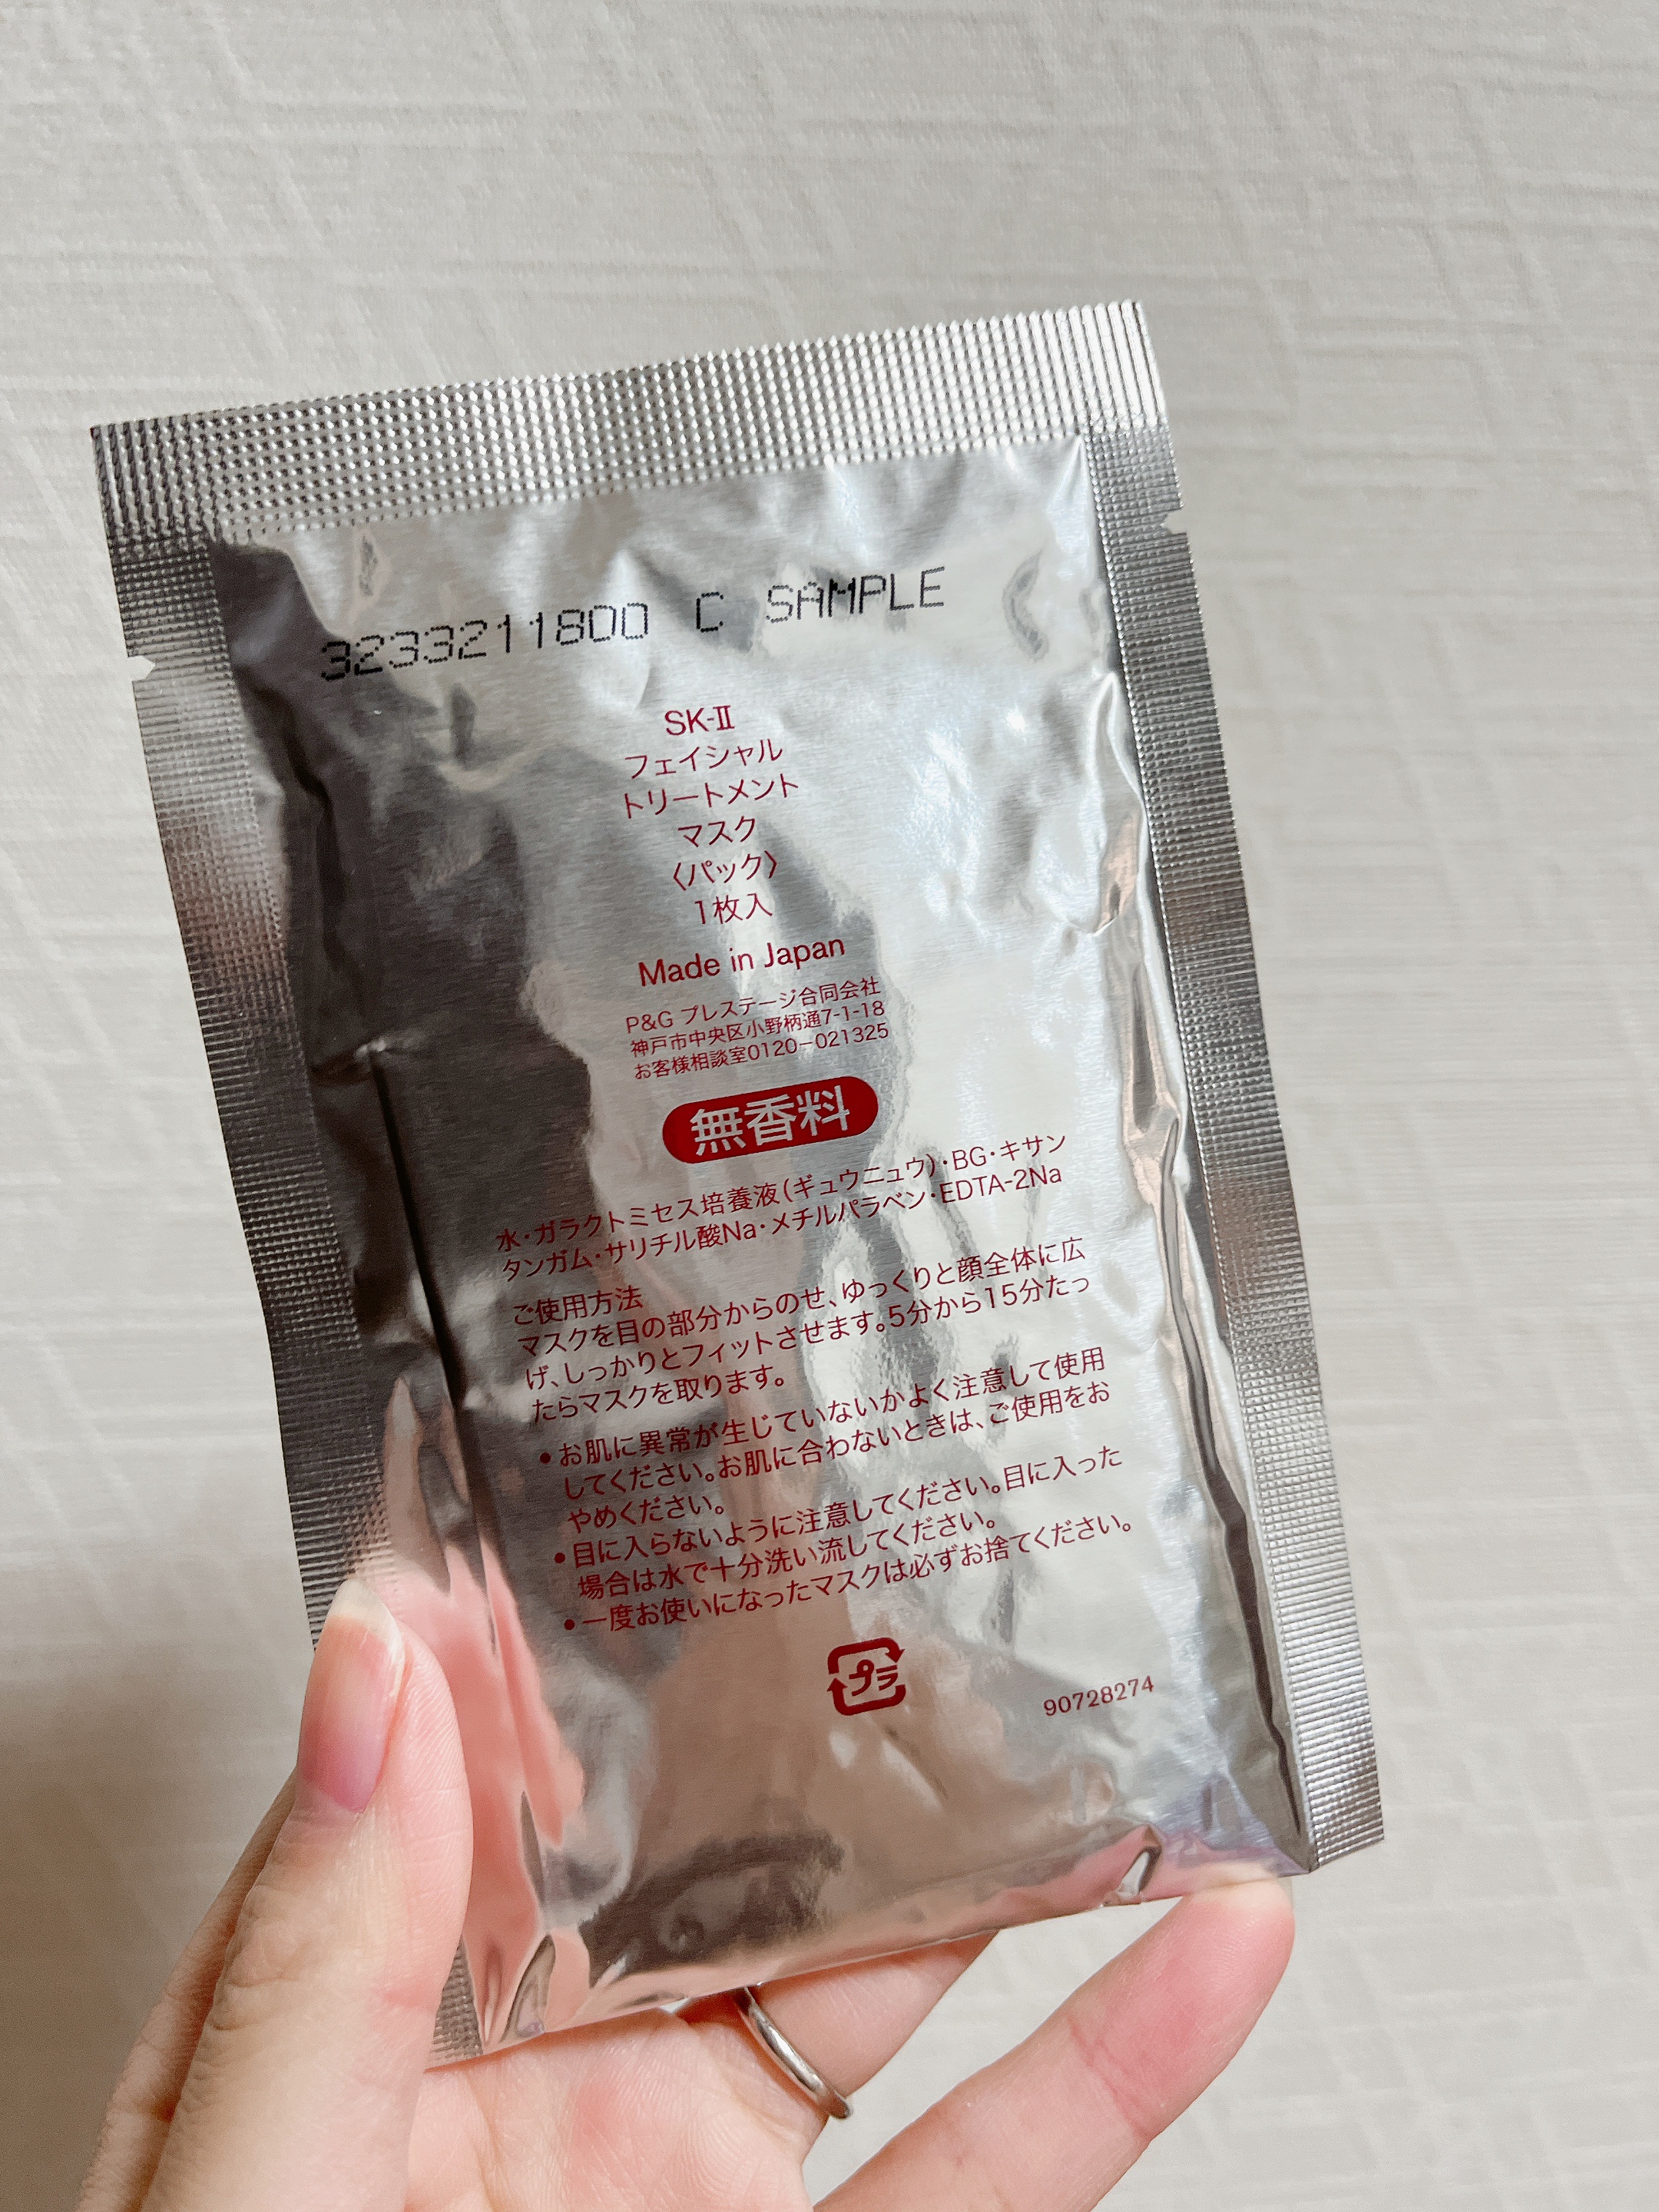 3233211800 C SAMPLE
SK-Ⅱ
フェイシャル
トリートメント
マスク
〈パック〉
1枚入
Made in Japan
P&G プレステージ合同会社
神戸市中央区小野柄通7-1-18
お客様相談室0120−021325
無香料
水・ガラクトミセス培養液(ギュウニュウ)・BG・キサン
タンガム・サリチル酸Na・メチルパラベン・EDTA-2Na
ご使用方法
マスクを目の部分からのせ、ゆっくりと顔全体に広
げ、しっかりとフィットさせます。5分から15分たっ
たらマスクを取ります。
●お肌に異常が生じていないかよく注意して使用
してください。お肌に合わないときは、ご使用をお
やめください。
●目に入らないように注意してください。目に入った
場合は水で十分洗い流してください。
●一度お使いになったマスクは必ずお捨てください。
プラ
90728274